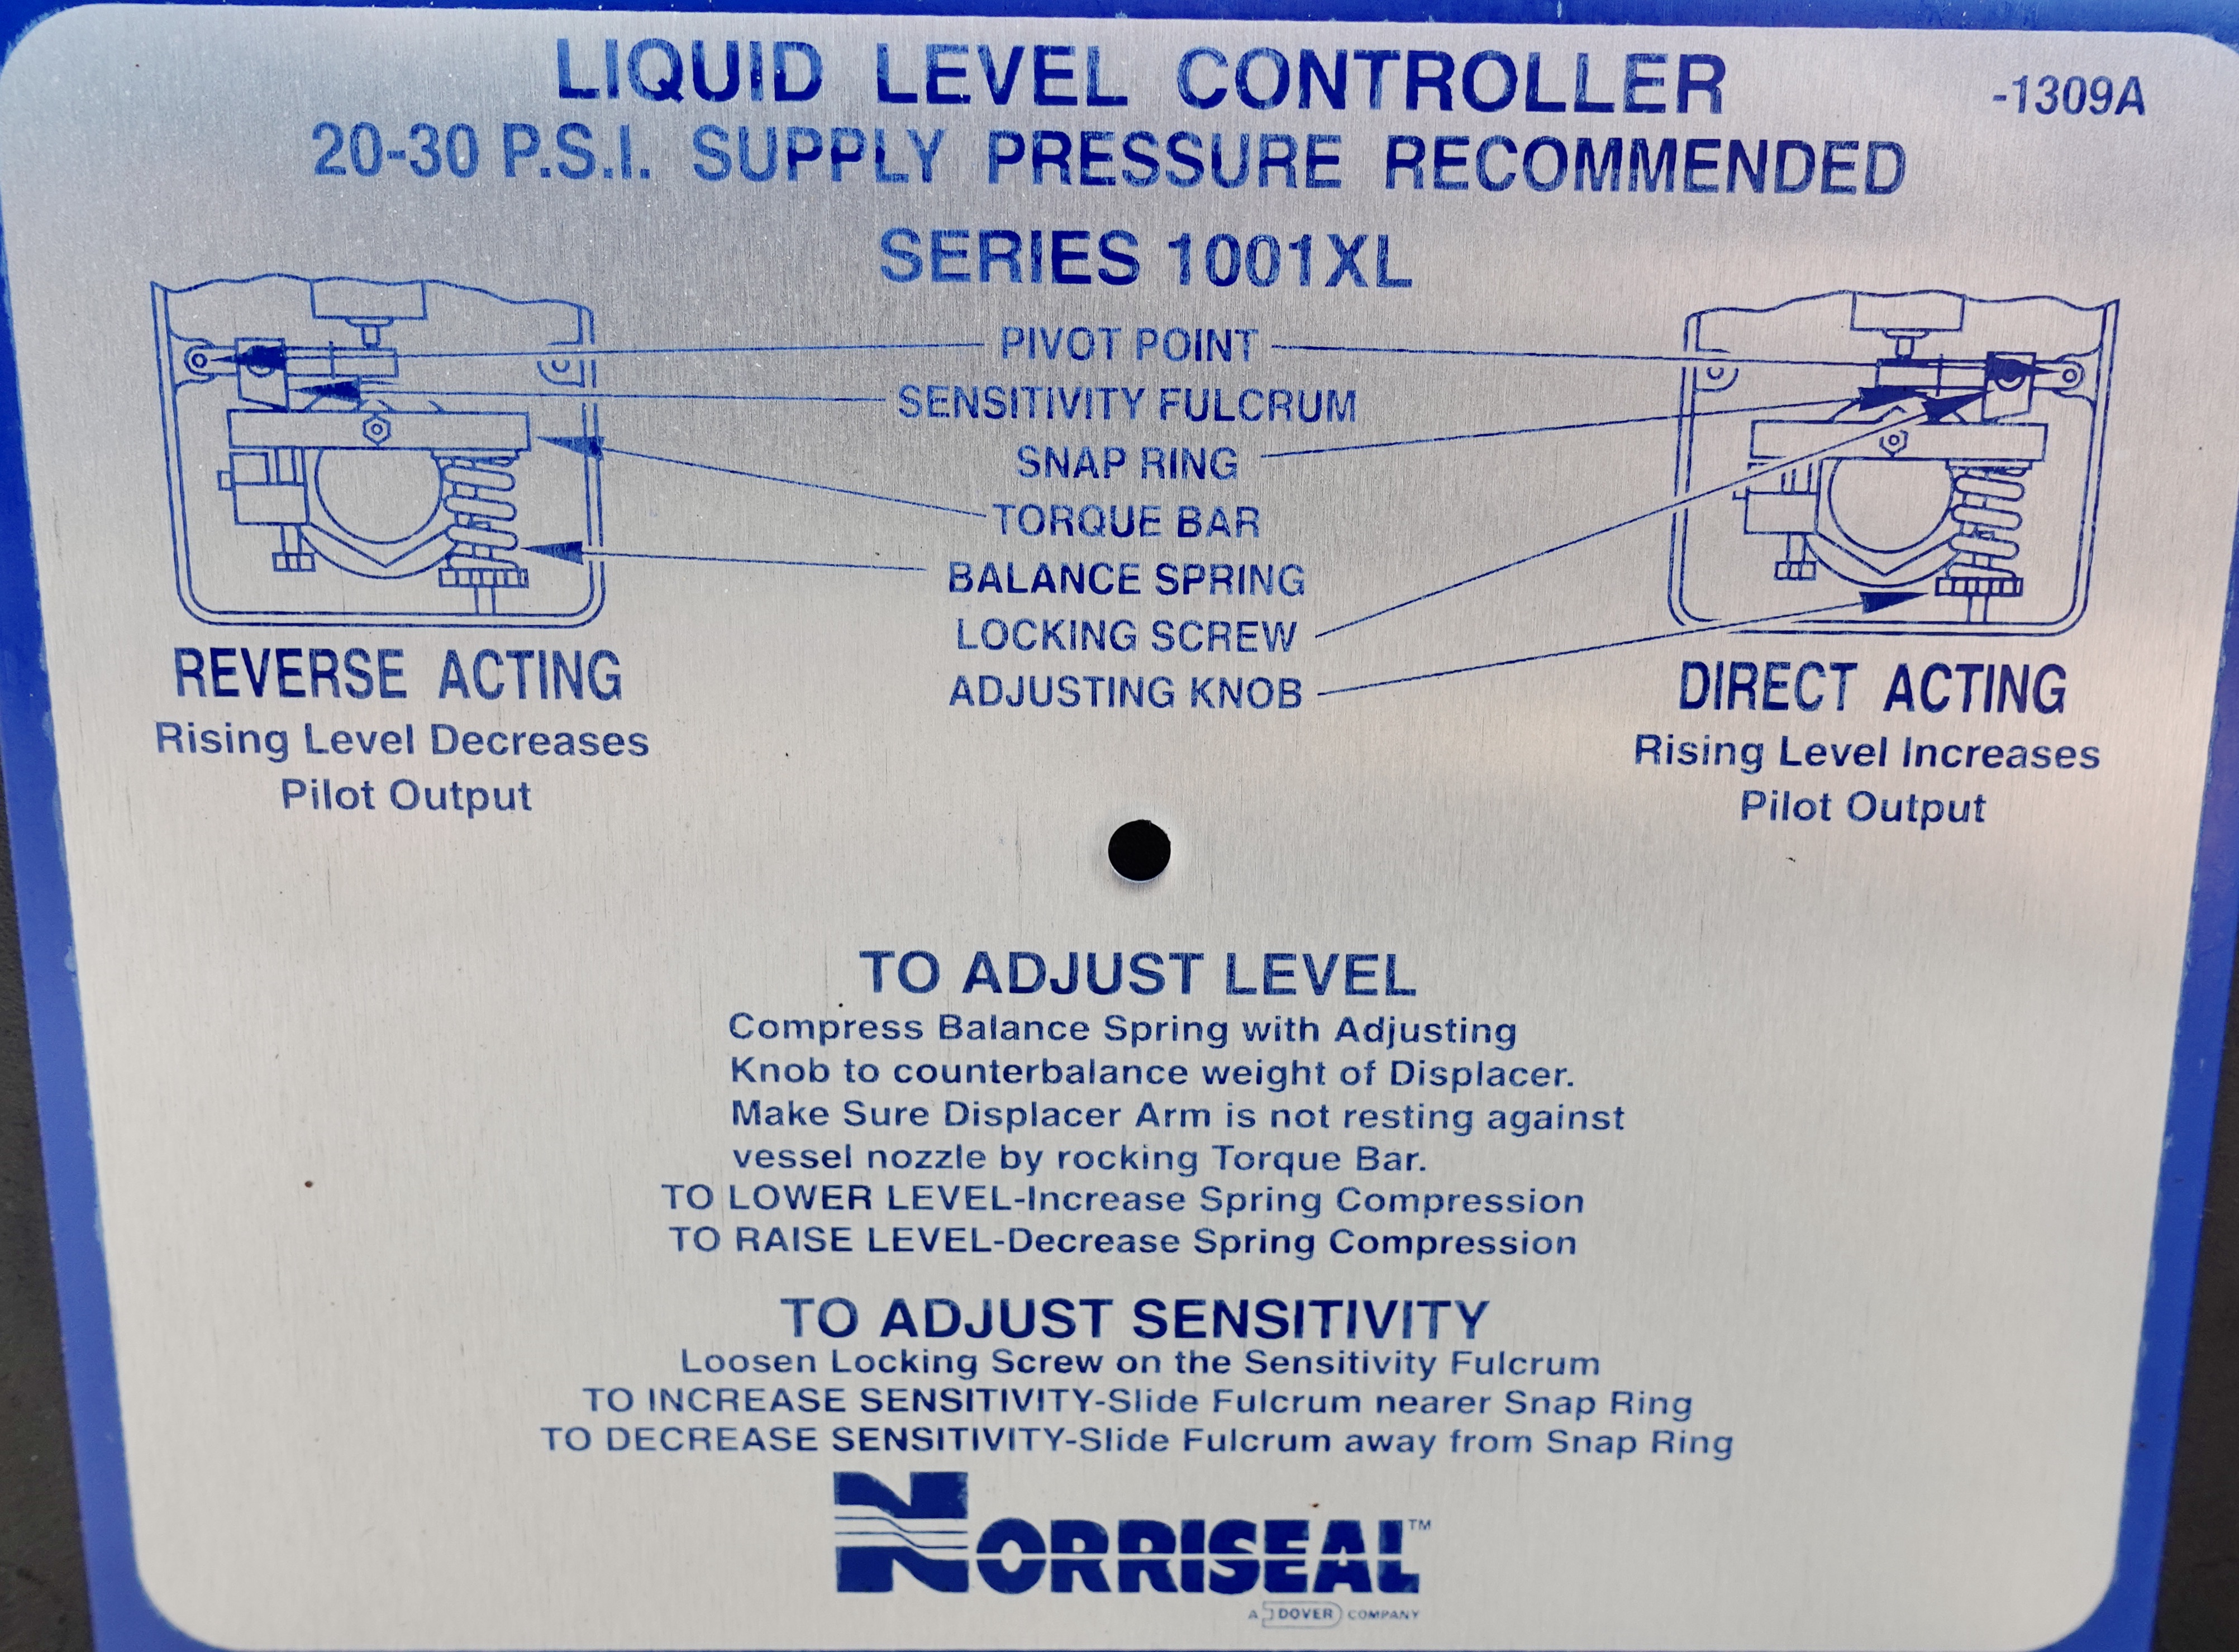 LIQUID LEVEL CONTROLLER
-1309A
20-30 P.S.I. SUPPLY PRESSURE RECOMMENDED
SERIES 1001XL
PIVOT POINT
SENSITIVITY FULCRUM
SNAP RING
TORQUE BAR
BALANCE SPRING
LOCKING SCREW
ADJUSTING KNOB
REVERSE ACTING
Rising Level Decreases
Pilot Output
DIRECT ACTING
Rising Level Increases
Pilot Output
TO ADJUST LEVEL
Compress Balance Spring with Adjusting
Knob to counterbalance weight of Displacer.
Make Sure Displacer Arm is not resting against
vessel nozzle by rocking Torque Bar.
TO LOWER LEVEL-Increase Spring Compression
TO RAISE LEVEL-Decrease Spring Compression
TO ADJUST SENSITIVITY
Loosen Locking Screw on the Sensitivity Fulcrum
TO INCREASE SENSITIVITY-Slide Fulcrum nearer Snap Ring
TO DECREASE SENSITIVITY-Slide Fulcrum away from Snap Ring
NORRISEAL™
A DOVER COMPANY